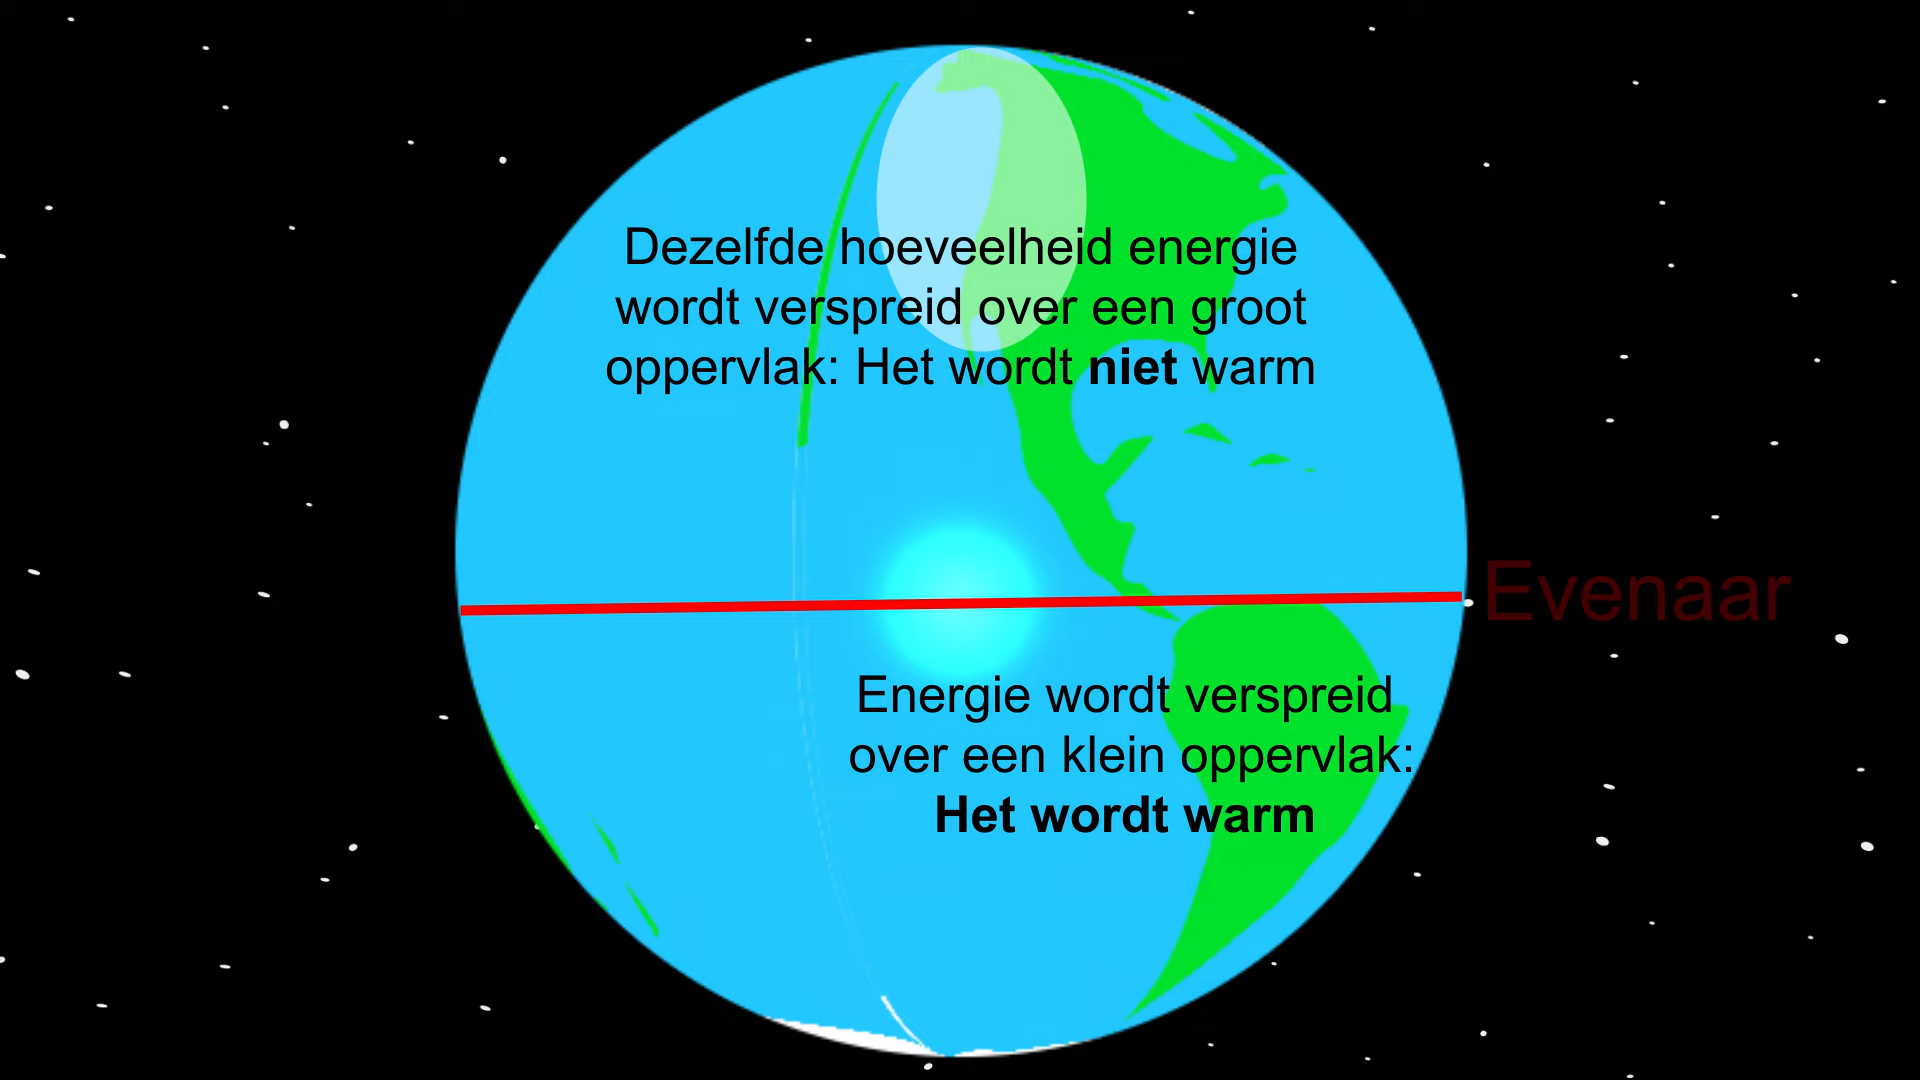 Dezelfde hoeveelheid energie
wordt verspreid over een groot
oppervlak: Het wordt niet warm
Evenaar
Energie wordt verspreid
over een klein oppervlak:
Het wordt warm